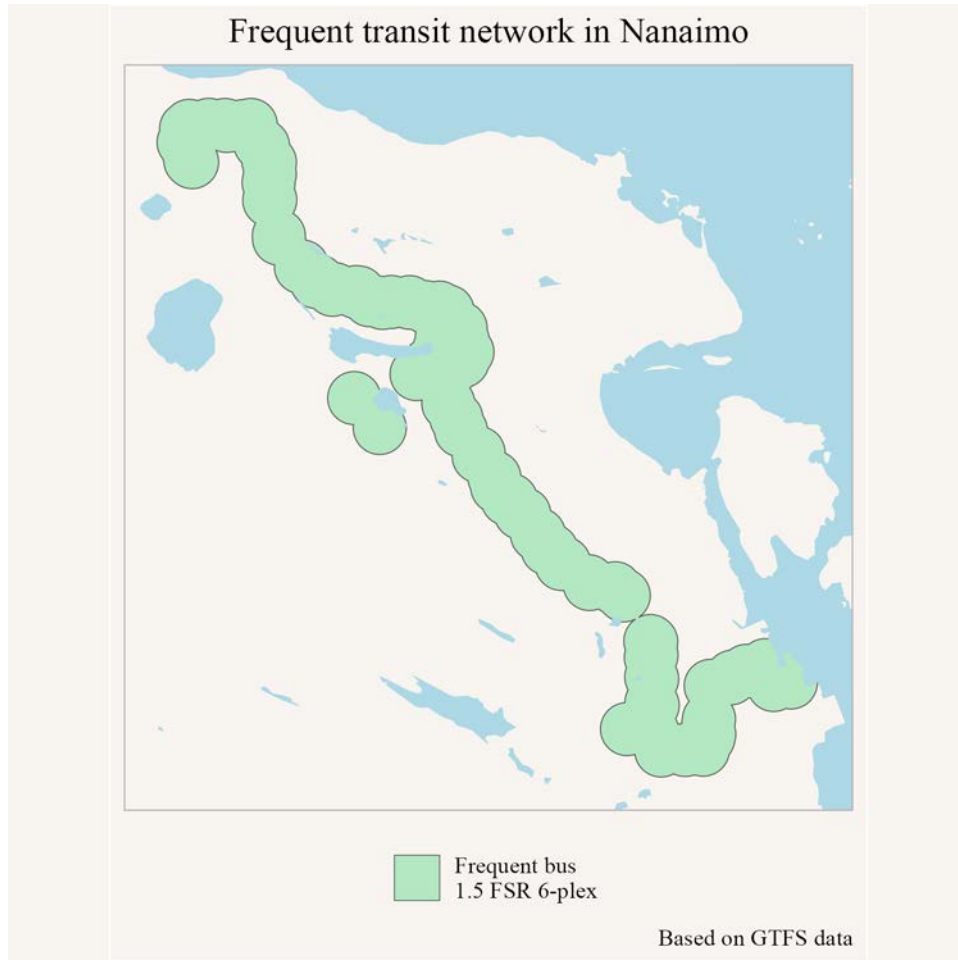 Frequent transit network in Nanaimo
Frequent bus
1.5 FSR 6-plex
Based on GTFS data